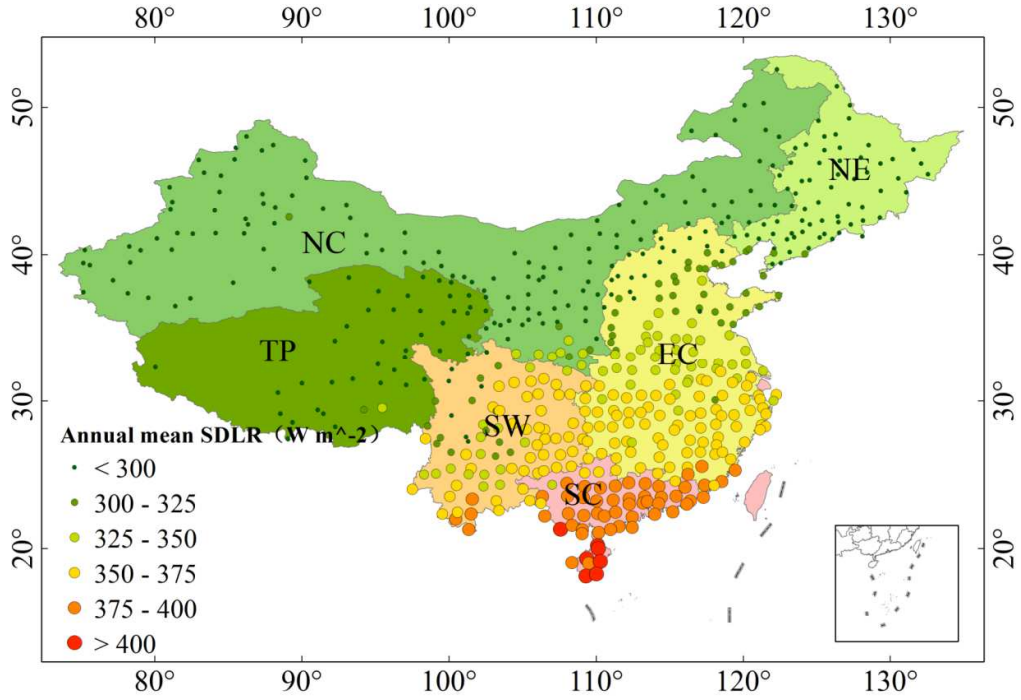 80° 90° 100° 110° 120° 130°
50° 50°
NE
NC
40° 40°
TP
EC
30° 30°
SW
Annual mean SDLR（W m^-2）
< 300
SC
300 - 325
325 - 350
20° 20°
350 - 375
375 - 400
> 400
80° 90° 100° 110° 120° 130°